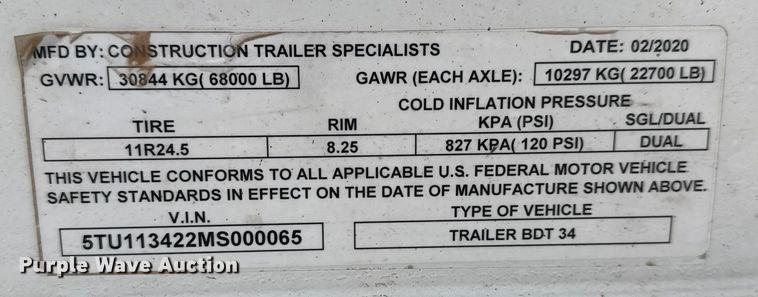 MFD BY: CONSTRUCTION TRAILER SPECIALISTS DATE: 02/2020
GVWR: 30844 KG( 68000 LB) GAWR (EACH AXLE): 10297 KG( 22700 LB)
COLD INFLATION PRESSURE
TIRE RIM KPA (PSI) SGL/DUAL
11R24.5 8.25 827 KPA( 120 PSI) DUAL
THIS VEHICLE CONFORMS TO ALL APPLICABLE U.S. FEDERAL MOTOR VEHICLE
SAFETY STANDARDS IN EFFECT ON THE DATE OF MANUFACTURE SHOWN ABOVE.
V.I.N. TYPE OF VEHICLE
5TU113422MS000065 TRAILER BDT 34
Purple Wave Auction